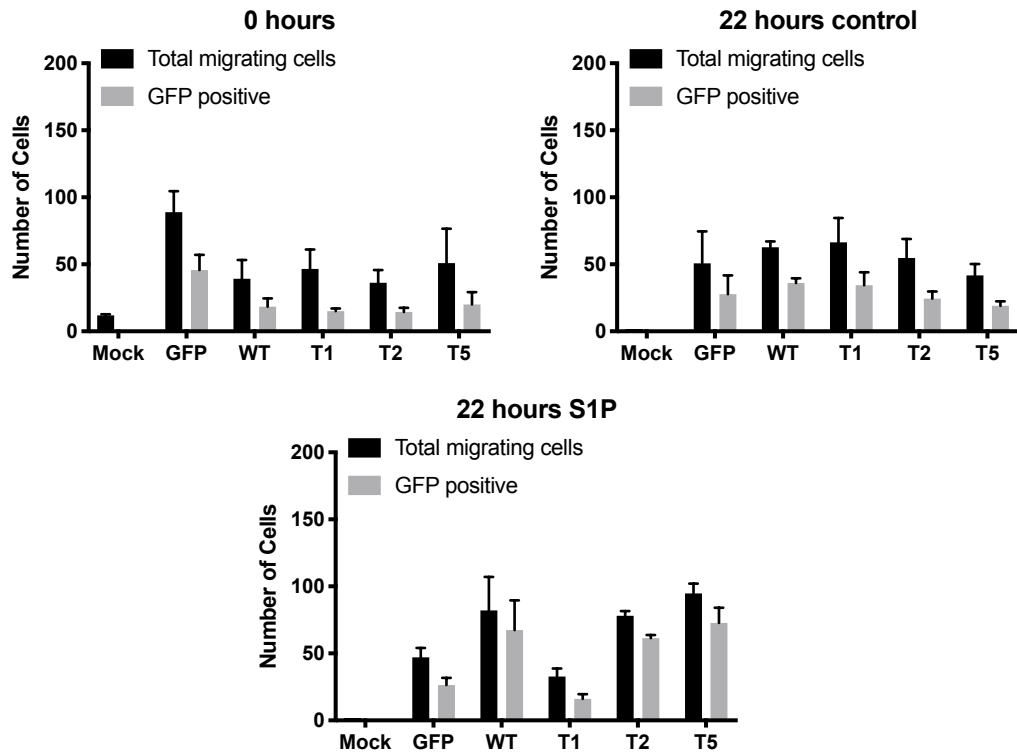 0 hours
Total migrating cells
GFP positive
Number of Cells
200
150
100
50
0
Mock GFP WT T1 T2 T5
22 hours control
Total migrating cells
GFP positive
Number of Cells
200
150
100
50
0
Mock GFP WT T1 T2 T5
22 hours S1P
Total migrating cells
GFP positive
Number of Cells
200
150
100
50
0
Mock GFP WT T1 T2 T5